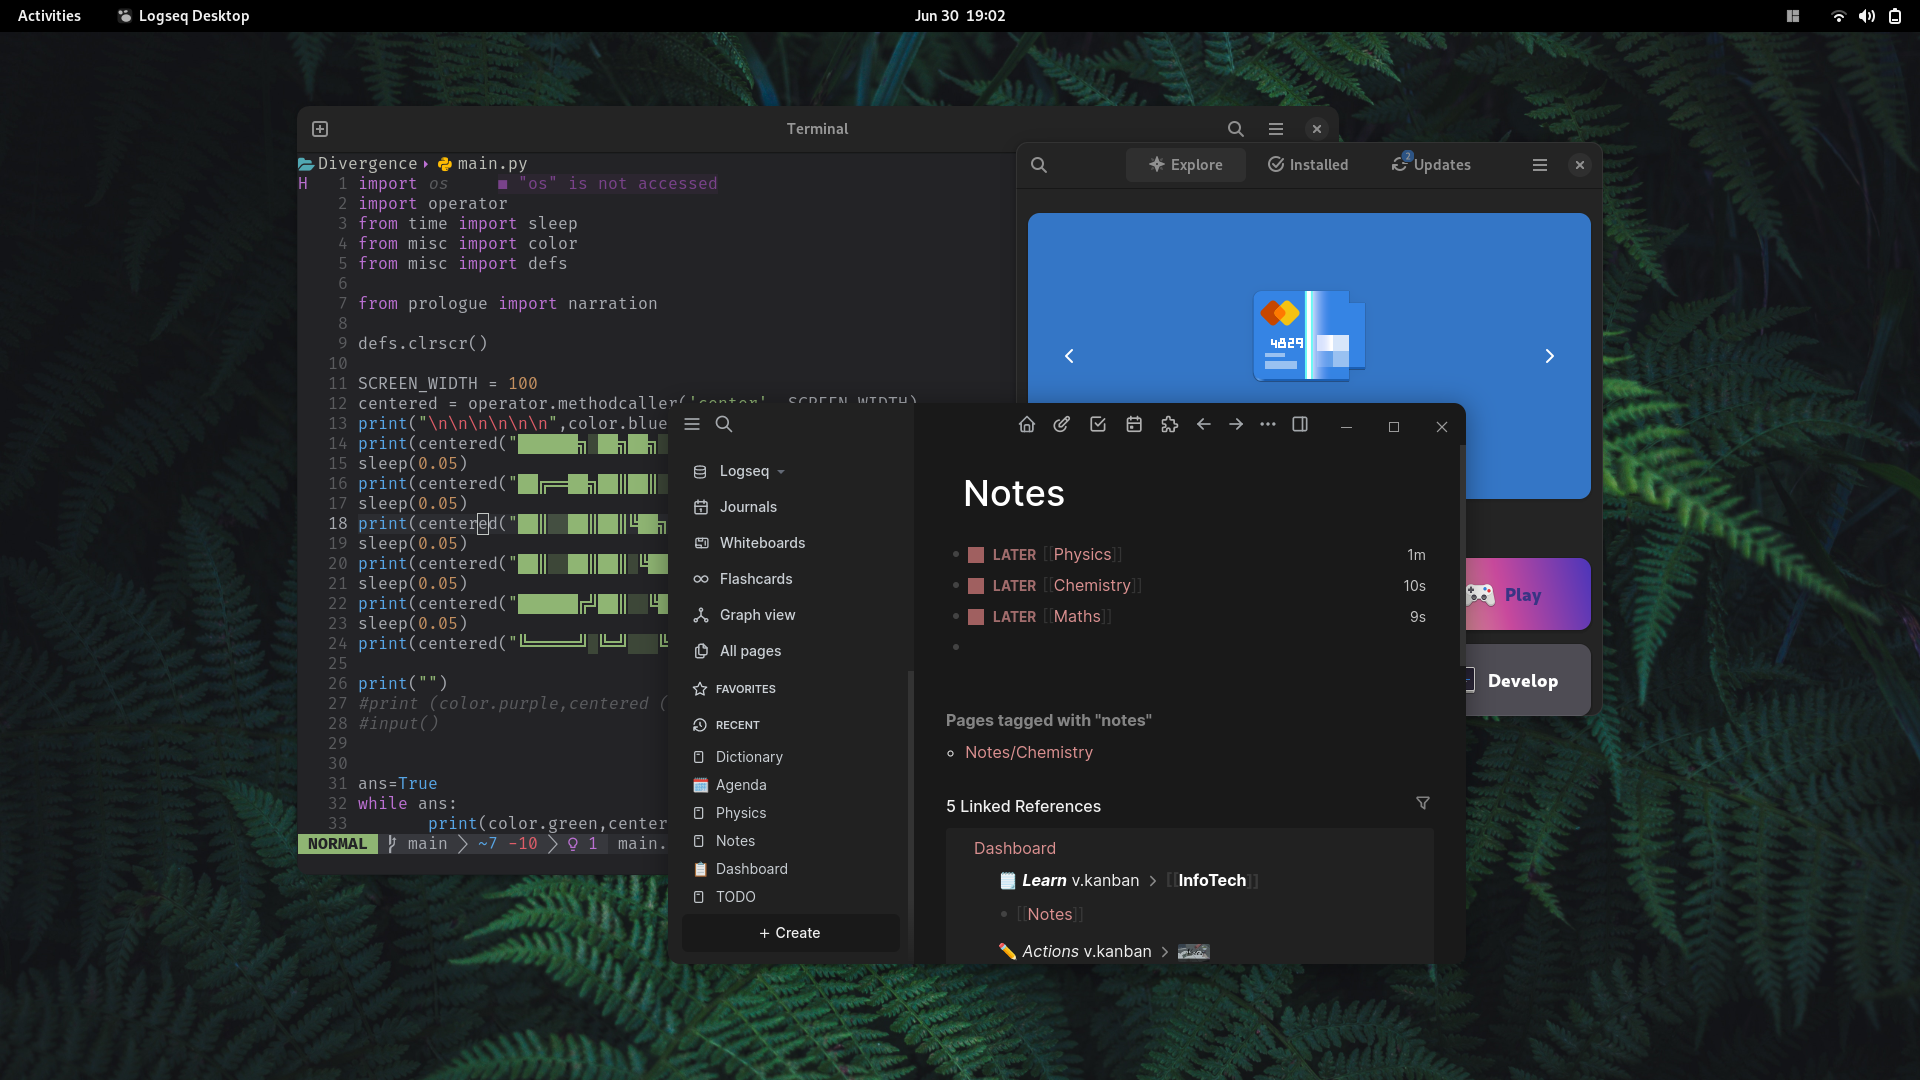 Activities
Logseq Desktop
Jun 30 19:02
Terminal
Divergence
main.py
H 1 import os ■ "os" is not accessed
2 import operator
3 from time import sleep
4 from misc import color
5 from misc import defs
6
7 from prologue import narration
8
9 defs.clrscr()
10
11 SCREEN_WIDTH = 100
12 centered = operator.methodcaller('center', SCREEN_WIDTH)
13 print("\n\n\n\n\n\n",color.blue
14 print(centered("
15 sleep(0.05)
16 print(centered("
17 sleep(0.05)
18 print(centered("
19 sleep(0.05)
20 print(centered("
21 sleep(0.05)
22 print(centered("
23 sleep(0.05)
24 print(centered("
25
26 print("")
27 #print (color.purple,centered (
28 #input()
29
30
31 ans=True
32 while ans:
33 print(color.green,center
NORMAL main ~7 -10 1 main.
Explore
Installed
2
Updates
4829
Play
Develop
Logseq
Journals
Whiteboards
Flashcards
Graph view
All pages
FAVORITES
RECENT
Dictionary
Agenda
Physics
Notes
Dashboard
TODO
+ Create
Notes
LATER [[Physics]] 1m
LATER [[Chemistry]] 10s
LATER [[Maths]] 9s
Pages tagged with "notes"
Notes/Chemistry
5 Linked References
Dashboard
Learn v.kanban > [[InfoTech]]
[[Notes]]
Actions v.kanban >